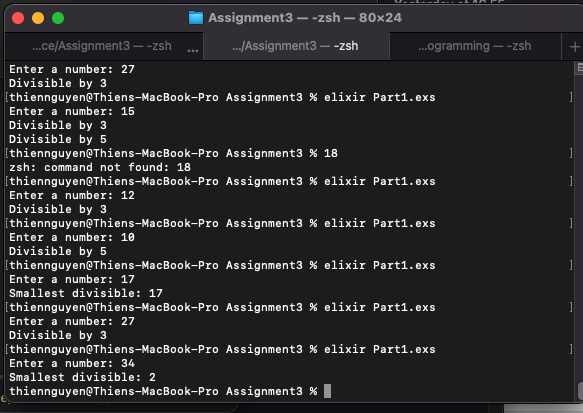 Yesterday at 16:55
Assignment3 — -zsh — 80×24
...ce/Assignment3 — -zsh ... .../Assignment3 — -zsh ...ogramming — -zsh +
Enter a number: 27
Divisible by 3
[thiennguyen@Thiens-MacBook-Pro Assignment3 % elixir Part1.exs ]
Enter a number: 15
Divisible by 3
Divisible by 5
[thiennguyen@Thiens-MacBook-Pro Assignment3 % 18 ]
zsh: command not found: 18
[thiennguyen@Thiens-MacBook-Pro Assignment3 % elixir Part1.exs ]
Enter a number: 12
Divisible by 3
[thiennguyen@Thiens-MacBook-Pro Assignment3 % elixir Part1.exs ]
Enter a number: 10
Divisible by 5
[thiennguyen@Thiens-MacBook-Pro Assignment3 % elixir Part1.exs ]
Enter a number: 17
Smallest divisible: 17
[thiennguyen@Thiens-MacBook-Pro Assignment3 % elixir Part1.exs ]
Enter a number: 27
Divisible by 3
[thiennguyen@Thiens-MacBook-Pro Assignment3 % elixir Part1.exs ]
Enter a number: 34
Smallest divisible: 2
thiennguyen@Thiens-MacBook-Pro Assignment3 %